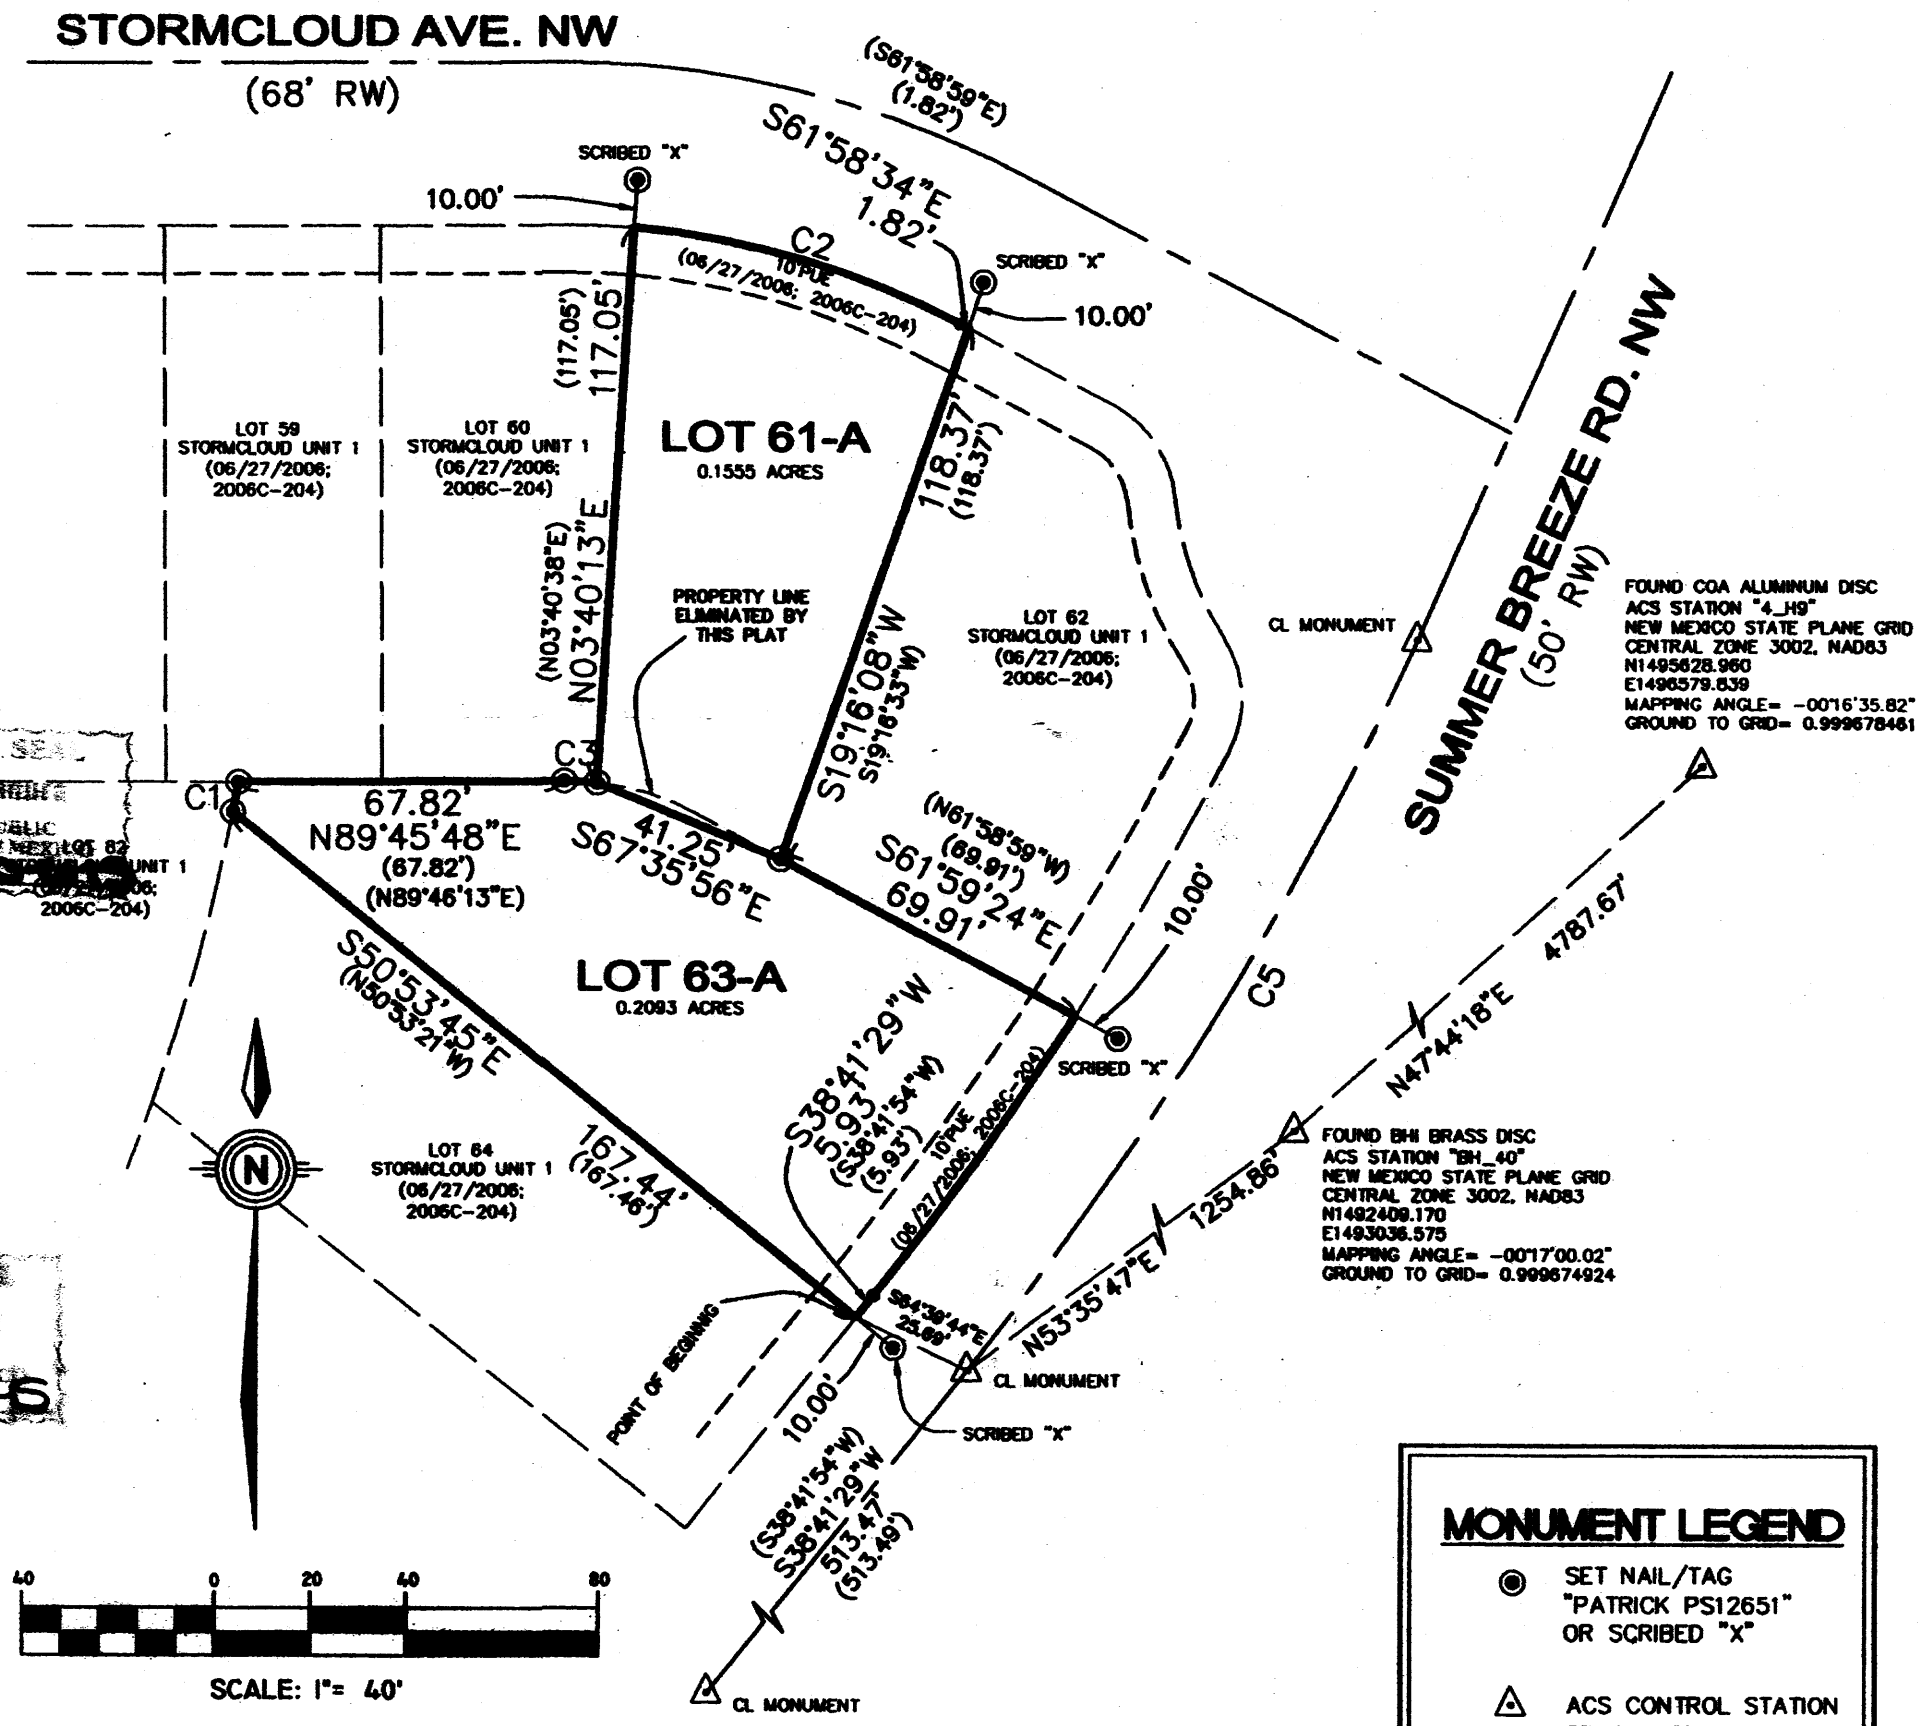 STORMCLOUD AVE. NW
(68' RW)
(S61°58'59"E)
(1.82')
S61°58'34"E
1.82'
SCRIBED "X"
10.00'
C2
10'PUE
(06/27/2006; 2006C-204)
SCRIBED "X"
10.00'
SUMMER BREEZE RD. NW
(50' RW)
(117.05')
117.05'
(N03°40'38"E)
N03°40'13"E
LOT 59
STORMCLOUD UNIT 1
(06/27/2006;
2006C-204)
LOT 60
STORMCLOUD UNIT 1
(06/27/2006;
2006C-204)
LOT 61-A
0.1555 ACRES
118.37'
(118.37')
S19°16'08"W
S19°16'33"W)
PROPERTY LINE
ELIMINATED BY
THIS PLAT
LOT 62
STORMCLOUD UNIT 1
(06/27/2006;
2006C-204)
CL MONUMENT
FOUND COA ALUMINUM DISC
ACS STATION "4_H9"
NEW MEXICO STATE PLANE GRID
CENTRAL ZONE 3002, NAD83
N1495628.960
E1496579.839
MAPPING ANGLE= -00°16'35.82"
GROUND TO GRID= 0.999678461
SEAL
C1
C3
67.82'
N89°45'48"E
(67.82')
(N89°46'13"E)
LOT 82
UNIT 1
2006C-204)
41.25'
S67°35'56"E
(N61°58'59"W)
(69.91')
S61°59'24"E
69.91'
10.00'
4787.67'
N47°44'18"E
C5
LOT 63-A
0.2093 ACRES
S50°53'45"E
(N50°53'21"W)
167.44'
(167.46')
S38°41'29"W
5.93'
(S38°41'54"W)
(5.93')
10'PUE
(06/27/2006; 2006C-204)
SCRIBED "X"
FOUND BHI BRASS DISC
ACS STATION "BH_40"
NEW MEXICO STATE PLANE GRID
CENTRAL ZONE 3002, NAD83
N1492409.170
E1493036.575
MAPPING ANGLE= -00°17'00.02"
GROUND TO GRID= 0.999674924
N
LOT 64
STORMCLOUD UNIT 1
(06/27/2006;
2006C-204)
1254.86'
N53°35'47"E
S64°39'44"E
25.69'
POINT OF BEGINNIG
CL MONUMENT
10.00'
SCRIBED "X"
(S38°41'54"W)
S38°41'29"W
513.47'
(513.49')
CL MONUMENT
40 0 20 40 80
SCALE: 1"= 40'
MONUMENT LEGEND
SET NAIL/TAG
"PATRICK PS12651"
OR SCRIBED "X"
ACS CONTROL STATION